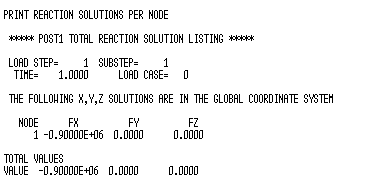 PRINT REACTION SOLUTIONS PER NODE
***** POST1 TOTAL REACTION SOLUTION LISTING *****
LOAD STEP= 1 SUBSTEP= 1
TIME= 1.0000 LOAD CASE= 0
THE FOLLOWING X,Y,Z SOLUTIONS ARE IN THE GLOBAL COORDINATE SYSTEM
NODE FX FY FZ
1 -0.90000E+06 0.0000 0.0000
TOTAL VALUES
VALUE -0.90000E+06 0.0000 0.0000